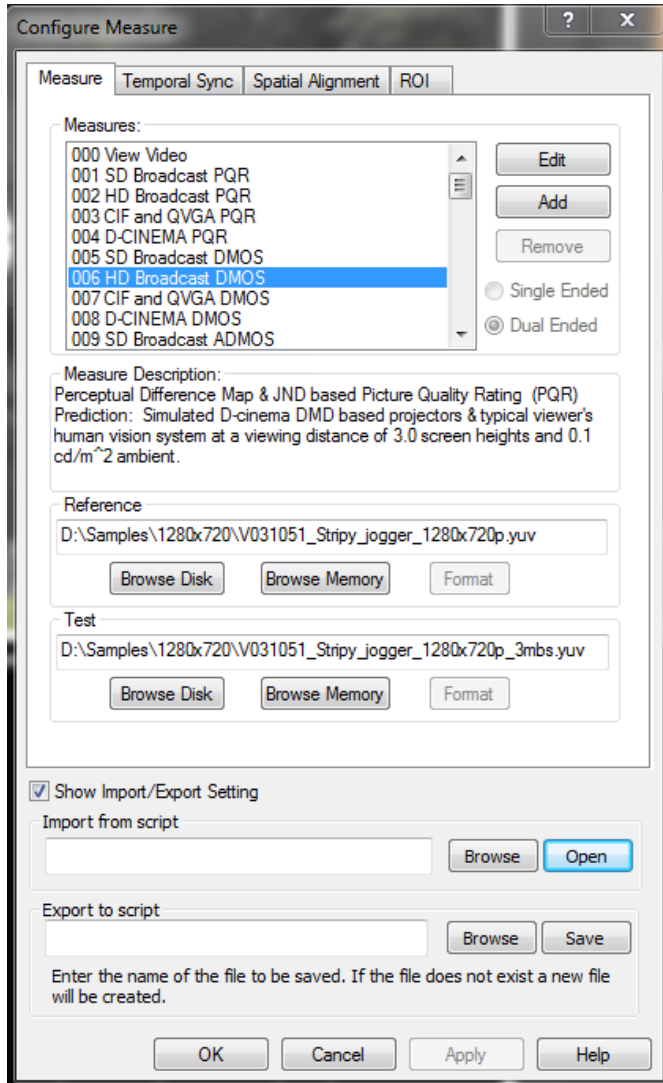 Configure Measure
? X
Measure Temporal Sync Spatial Alignment ROI
Measures:
000 View Video
001 SD Broadcast PQR
002 HD Broadcast PQR
003 CIF and QVGA PQR
004 D-CINEMA PQR
005 SD Broadcast DMOS
006 HD Broadcast DMOS
007 CIF and QVGA DMOS
008 D-CINEMA DMOS
009 SD Broadcast ADMOS
Edit
Add
Remove
Single Ended
Dual Ended
Measure Description:
Perceptual Difference Map & JND based Picture Quality Rating (PQR)
Prediction: Simulated D-cinema DMD based projectors & typical viewer's
human vision system at a viewing distance of 3.0 screen heights and 0.1
cd/m^2 ambient.
Reference
D:\Samples\1280x720\V031051_Stripy_jogger_1280x720p.yuv
Browse Disk Browse Memory Format
Test
D:\Samples\1280x720\V031051_Stripy_jogger_1280x720p_3mbs.yuv
Browse Disk Browse Memory Format
Show Import/Export Setting
Import from script
Browse Open
Export to script
Browse Save
Enter the name of the file to be saved. If the file does not exist a new file
will be created.
OK Cancel Apply Help